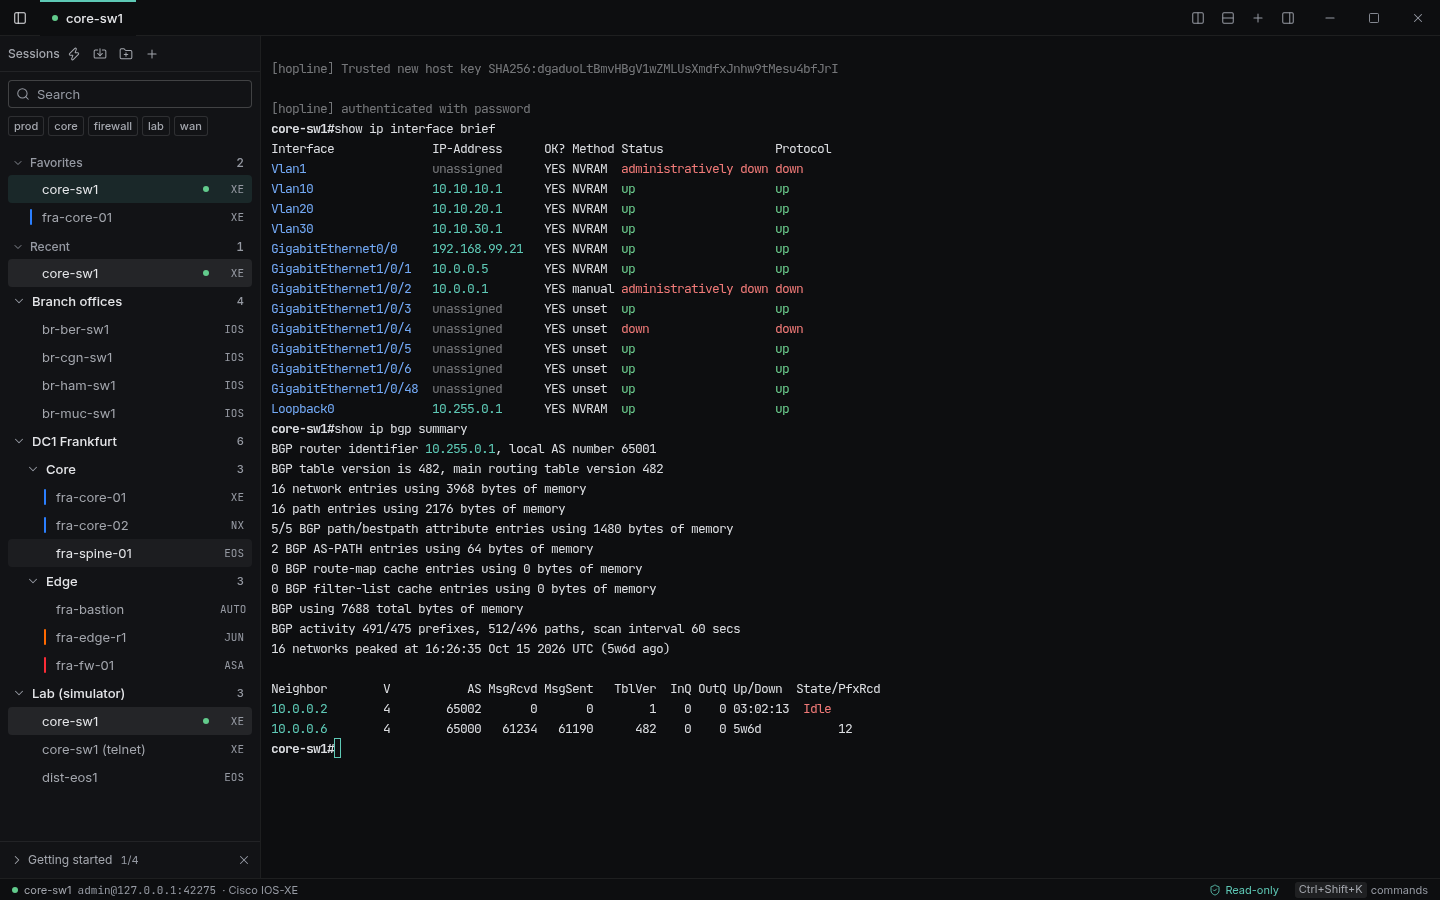 core-sw1
Sessions
Search
prod core firewall lab wan
Favorites 2
core-sw1 XE
fra-core-01 XE
Recent 1
core-sw1 XE
Branch offices 4
br-ber-sw1 IOS
br-cgn-sw1 IOS
br-ham-sw1 IOS
br-muc-sw1 IOS
DC1 Frankfurt 6
Core 3
fra-core-01 XE
fra-core-02 NX
fra-spine-01 EOS
Edge 3
fra-bastion AUTO
fra-edge-r1 JUN
fra-fw-01 ASA
Lab (simulator) 3
core-sw1 XE
core-sw1 (telnet) XE
dist-eos1 EOS
Getting started 1/4
[hopline] Trusted new host key SHA256:dgaduoLtBmvHBgV1wZMLUsXmdfxJnhw9tMesu4bfJrI
[hopline] authenticated with password
core-sw1#show ip interface brief
Interface IP-Address OK? Method Status Protocol
Vlan1 unassigned YES NVRAM administratively down down
Vlan10 10.10.10.1 YES NVRAM up up
Vlan20 10.10.20.1 YES NVRAM up up
Vlan30 10.10.30.1 YES NVRAM up up
GigabitEthernet0/0 192.168.99.21 YES NVRAM up up
GigabitEthernet1/0/1 10.0.0.5 YES NVRAM up up
GigabitEthernet1/0/2 10.0.0.1 YES manual administratively down down
GigabitEthernet1/0/3 unassigned YES unset up up
GigabitEthernet1/0/4 unassigned YES unset down down
GigabitEthernet1/0/5 unassigned YES unset up up
GigabitEthernet1/0/6 unassigned YES unset up up
GigabitEthernet1/0/48 unassigned YES unset up up
Loopback0 10.255.0.1 YES NVRAM up up
core-sw1#show ip bgp summary
BGP router identifier 10.255.0.1, local AS number 65001
BGP table version is 482, main routing table version 482
16 network entries using 3968 bytes of memory
16 path entries using 2176 bytes of memory
5/5 BGP path/bestpath attribute entries using 1480 bytes of memory
2 BGP AS-PATH entries using 64 bytes of memory
0 BGP route-map cache entries using 0 bytes of memory
0 BGP filter-list cache entries using 0 bytes of memory
BGP using 7688 total bytes of memory
BGP activity 491/475 prefixes, 512/496 paths, scan interval 60 secs
16 networks peaked at 16:26:35 Oct 15 2026 UTC (5w6d ago)
Neighbor V AS MsgRcvd MsgSent TblVer InQ OutQ Up/Down State/PfxRcd
10.0.0.2 4 65002 0 0 1 0 0 03:02:13 Idle
10.0.0.6 4 65000 61234 61190 482 0 0 5w6d 12
core-sw1#
core-sw1 admin@127.0.0.1:42275 · Cisco IOS-XE
Read-only Ctrl+Shift+K commands